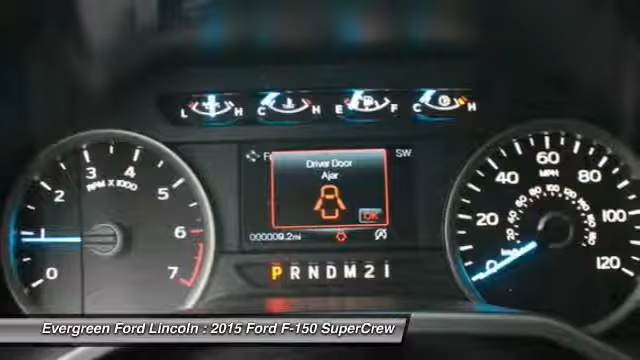 L H C H E F C H
Driver Door
Ajar
OK
SW
000009.2mi
P R N D M 2 1
0 1 2 3 4 5 6 7
RPM X 1000
0 20 40 60 80 100 120
MPH
Evergreen Ford Lincoln : 2015 Ford F-150 SuperCrew